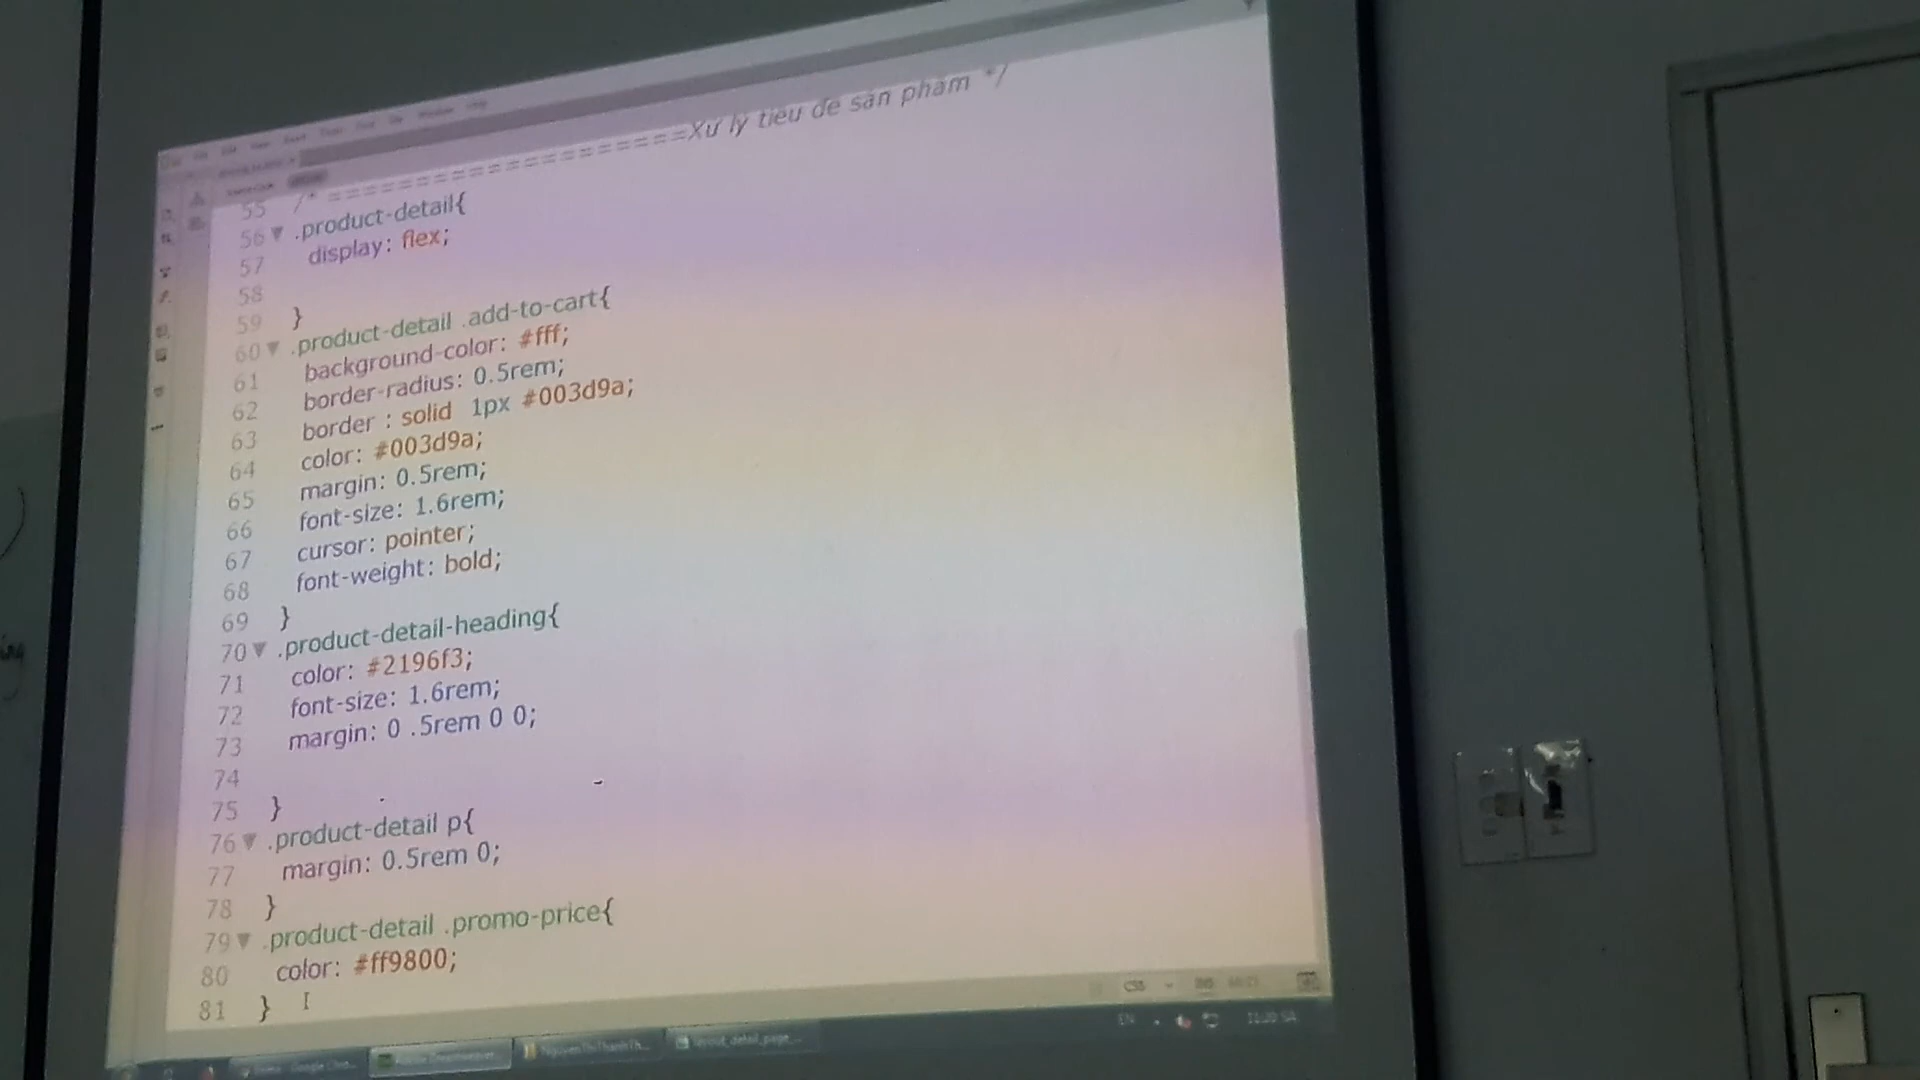 55 /* =====================Xử lý tiêu đề sản phẩm */
56 .product-detail{
57 display: flex;
58
59 }
60 .product-detail .add-to-cart{
61 background-color: #fff;
62 border-radius: 0.5rem;
63 border : solid 1px #003d9a;
64 color: #003d9a;
65 margin: 0.5rem;
66 font-size: 1.6rem;
67 cursor: pointer;
68 font-weight: bold;
69 }
70 .product-detail-heading{
71 color: #2196f3;
72 font-size: 1.6rem;
73 margin: 0 .5rem 0 0;
74
75 }
76 .product-detail p{
77 margin: 0.5rem 0;
78 }
79 .product-detail .promo-price{
80 color: #ff9800;
81 }
CSS
EN
layout_detail_page_...